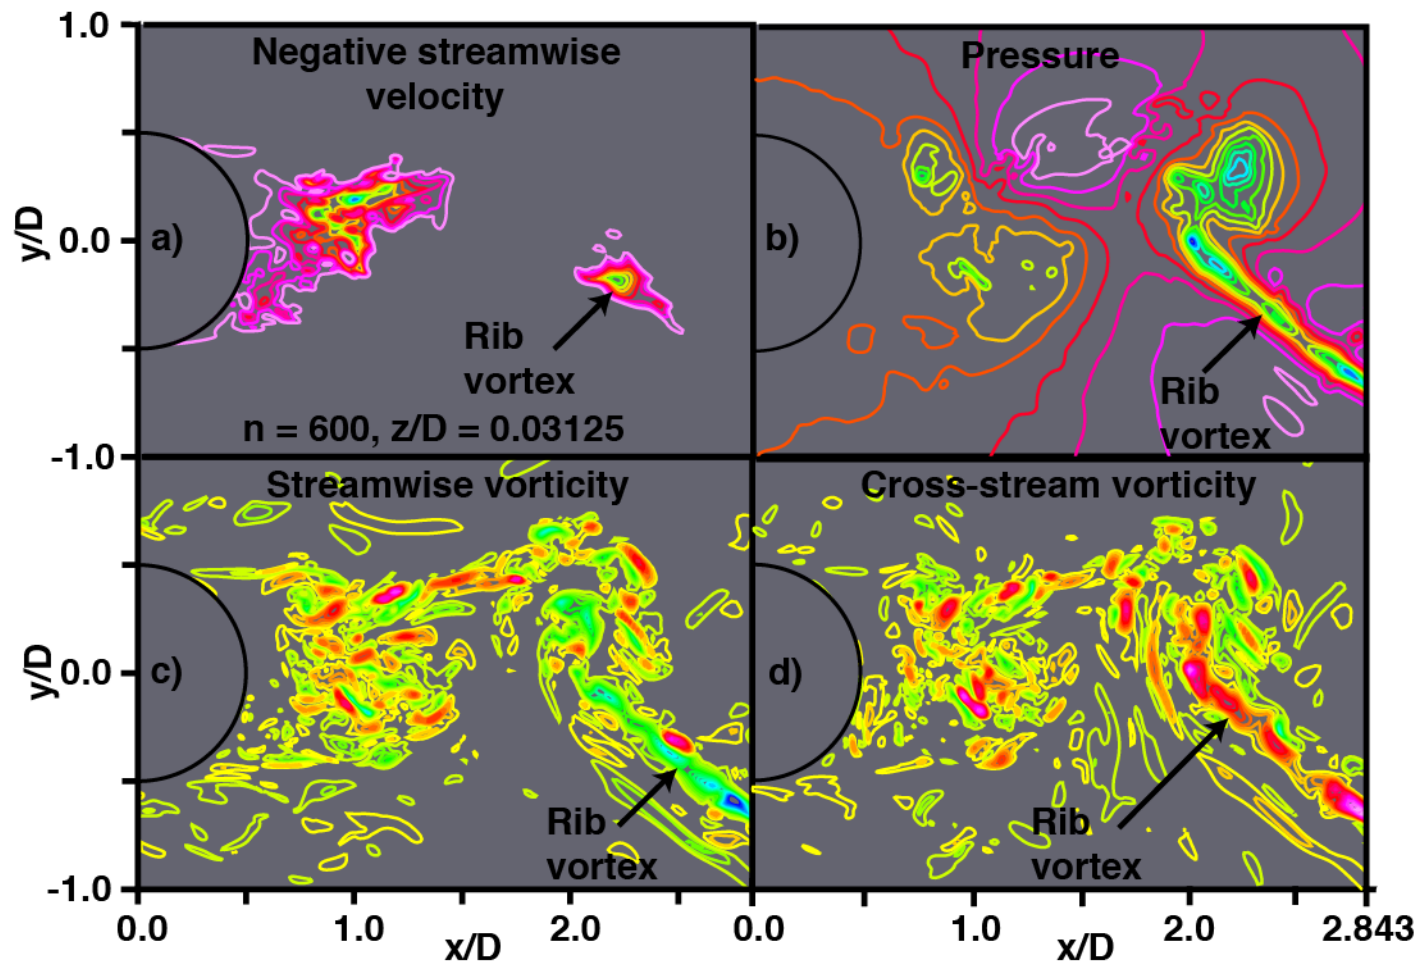 1.0
Negative streamwise
velocity
Pressure
y/D
0.0
a)
b)
Rib
vortex
Rib
vortex
n = 600, z/D = 0.03125
-1.0
Streamwise vorticity
Cross-stream vorticity
y/D
0.0
c)
d)
Rib
vortex
Rib
vortex
-1.0
0.0
1.0
2.0
0.0
1.0
2.0
2.843
x/D
x/D